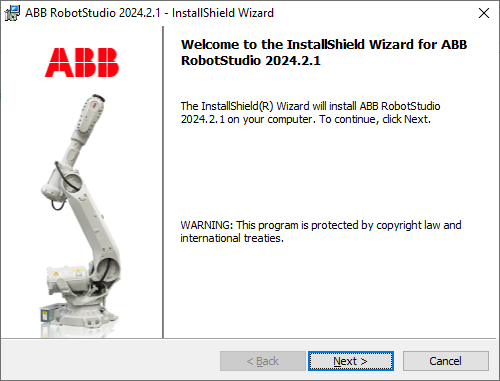 ABB RobotStudio 2024.2.1 - InstallShield Wizard
ABB
Welcome to the InstallShield Wizard for ABB
RobotStudio 2024.2.1
The InstallShield(R) Wizard will install ABB RobotStudio
2024.2.1 on your computer. To continue, click Next.
WARNING: This program is protected by copyright law and
international treaties.
< Back
Next >
Cancel